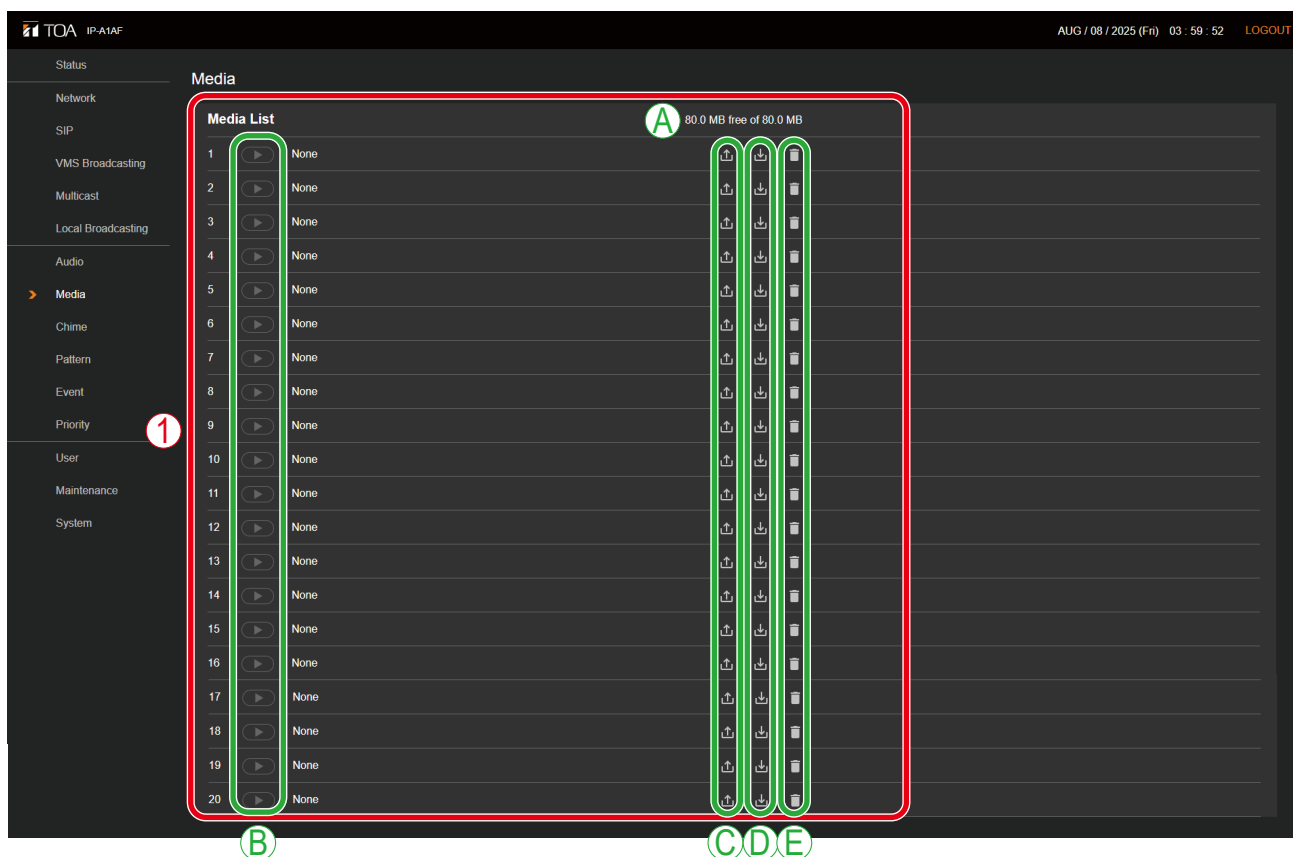 TOA IP-A1AF AUG / 08 / 2025 (Fri) 03 : 59 : 52 LOGOUT
Status
Network
SIP
VMS Broadcasting
Multicast
Local Broadcasting
Audio
Media
Chime
Pattern
Event
Priority
User
Maintenance
System
Media
1
Media List A 80.0 MB free of 80.0 MB
1 None
2 None
3 None
4 None
5 None
6 None
7 None
8 None
9 None
10 None
11 None
12 None
13 None
14 None
15 None
16 None
17 None
18 None
19 None
20 None
B C D E